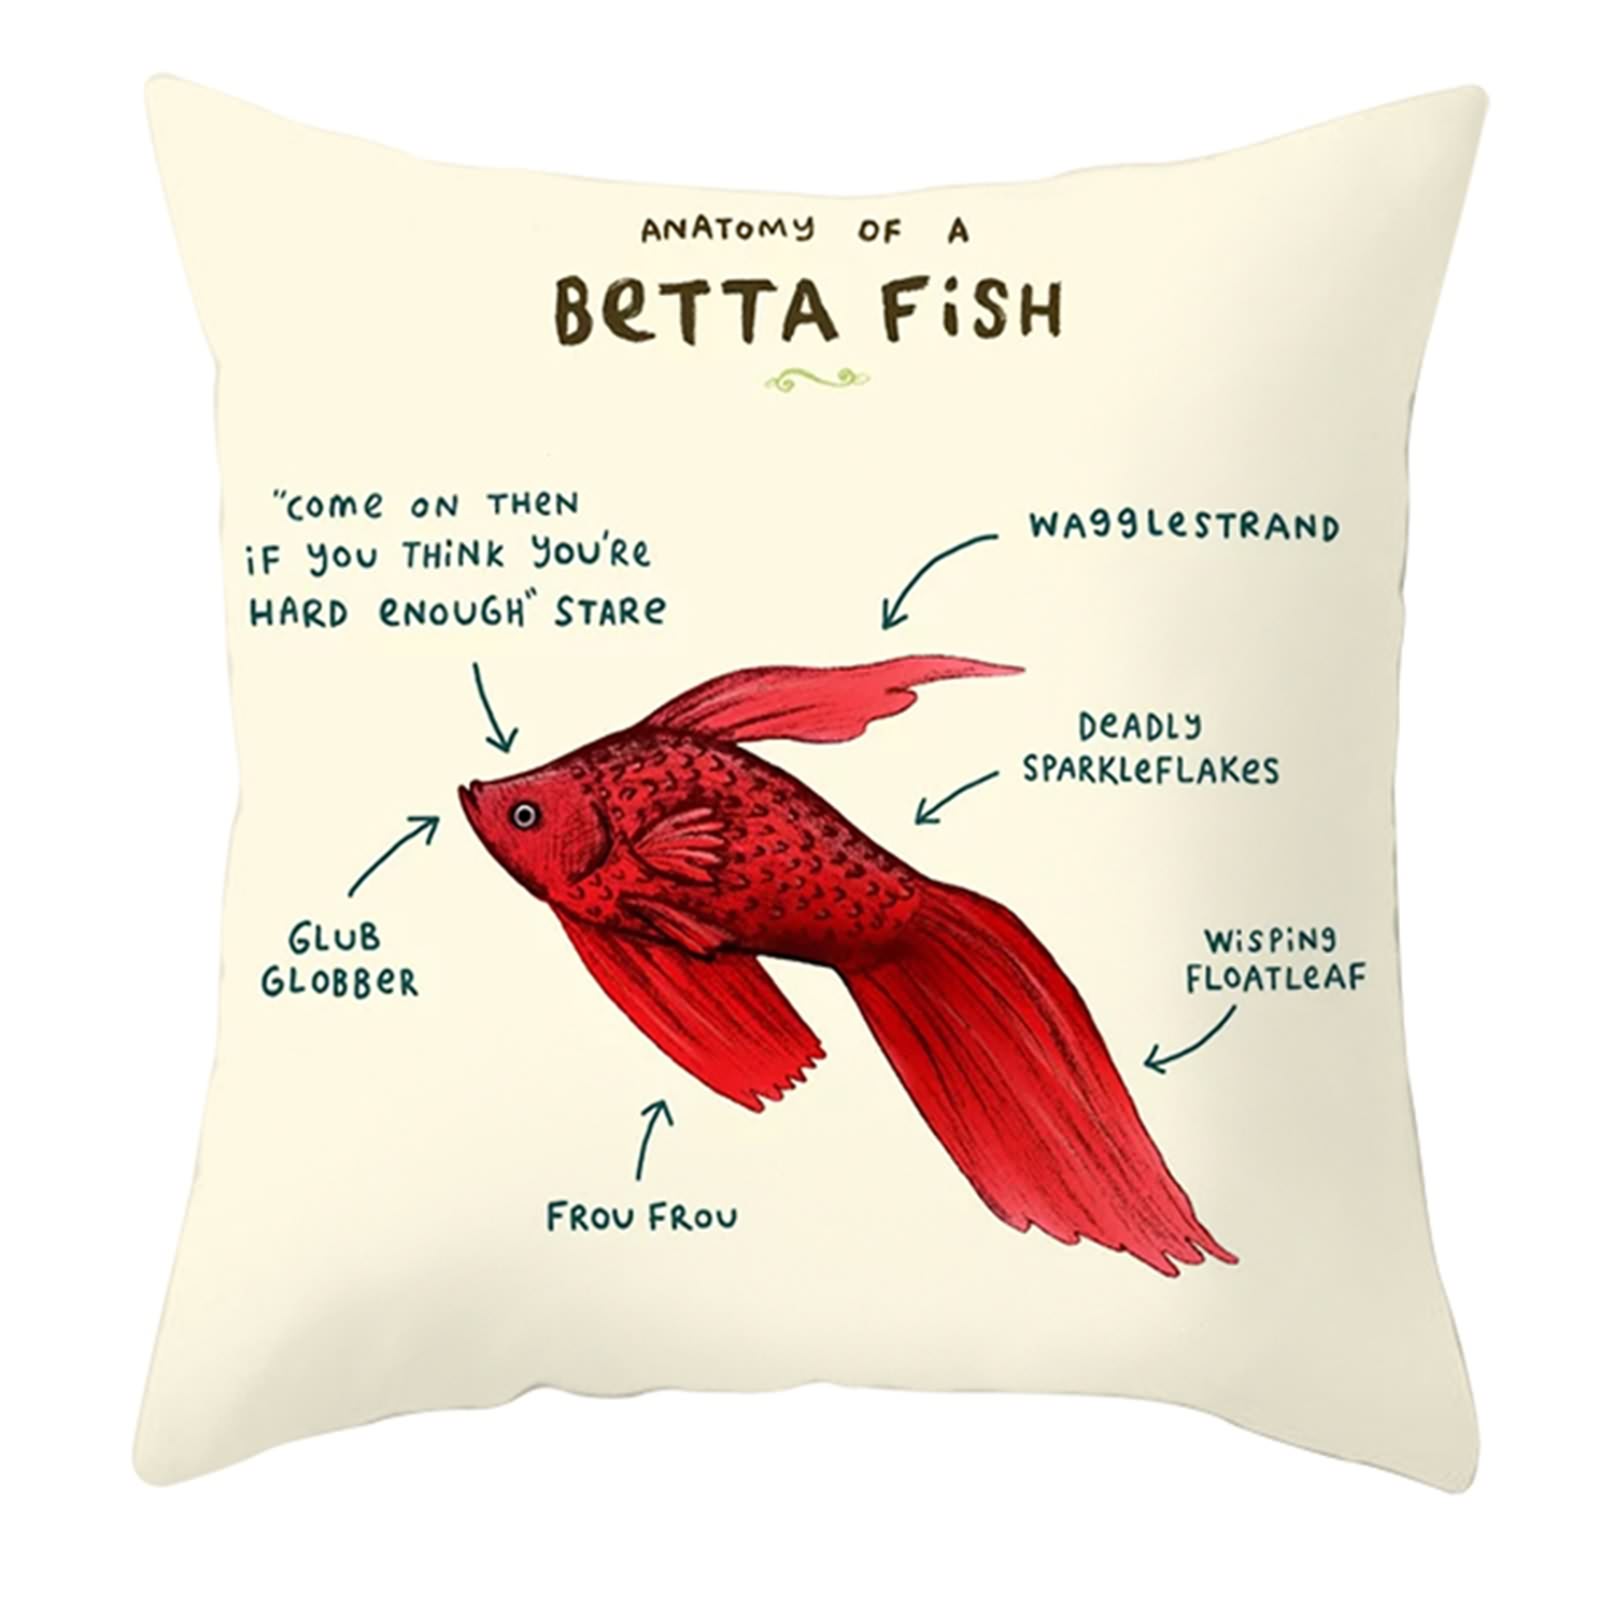 ANATOMY OF A
BeTTA FiSH
"COme ON THeN
iF YOU THiNK YOU'Re
HARD eNOUGH" STARe
WAggLeSTRAND
DeADLY
SPARKLeFLAKeS
GLUB
GLOBBeR
WiSPiNg
FLOATLeAF
FROU FROU